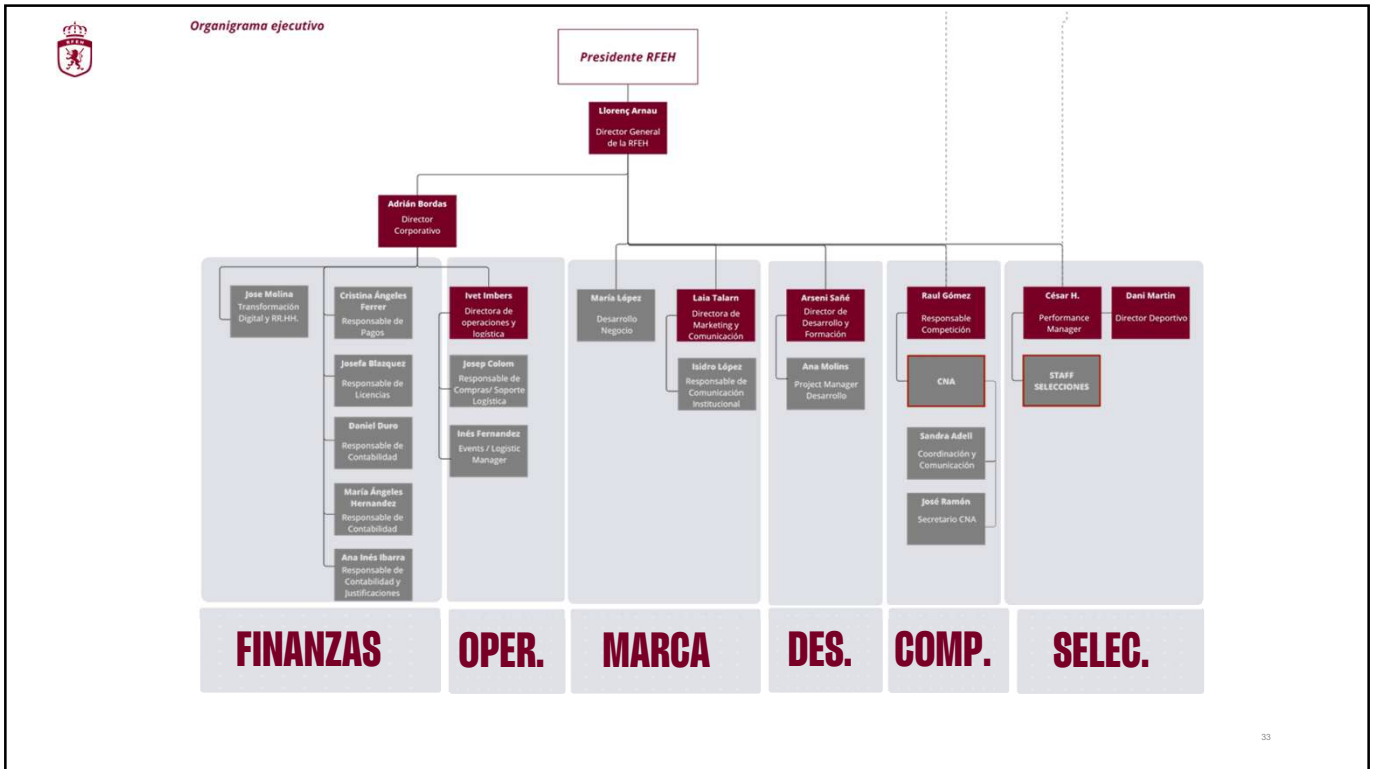 Organigrama ejecutivo
RFEH
Presidente RFEH
Llorenç Arnau
Director General
de la RFEH
Adrián Bordas
Director
Corporativo
Jose Molina
Transformación
Digital y RR.HH.
Cristina Ángeles
Ferrer
Responsable de
Pagos
Josefa Blazquez
Responsable de
Licencias
Daniel Duro
Responsable de
Contabilidad
María Ángeles
Hernandez
Responsable de
Contabilidad
Ana Inés Ibarra
Responsable de
Contabilidad y
Justificaciones
Ivet Imbers
Directora de
operaciones y
logística
Josep Colom
Responsable de
Compras/ Soporte
Logística
Inés Fernandez
Events / Logistic
Manager
María López
Desarrollo
Negocio
Laia Talarn
Directora de
Marketing y
Comunicación
Isidro López
Responsable de
Comunicación
Institucional
Arseni Sañé
Director de
Desarrollo y
Formación
Ana Molins
Project Manager
Desarrollo
Raul Gómez
Responsable
Competición
CNA
Sandra Adell
Coordinación y
Comunicación
José Ramón
Secretario CNA
César H.
Performance
Manager
STAFF
SELECCIONES
Dani Martin
Director Deportivo
FINANZAS
OPER.
MARCA
DES.
COMP.
SELEC.
33